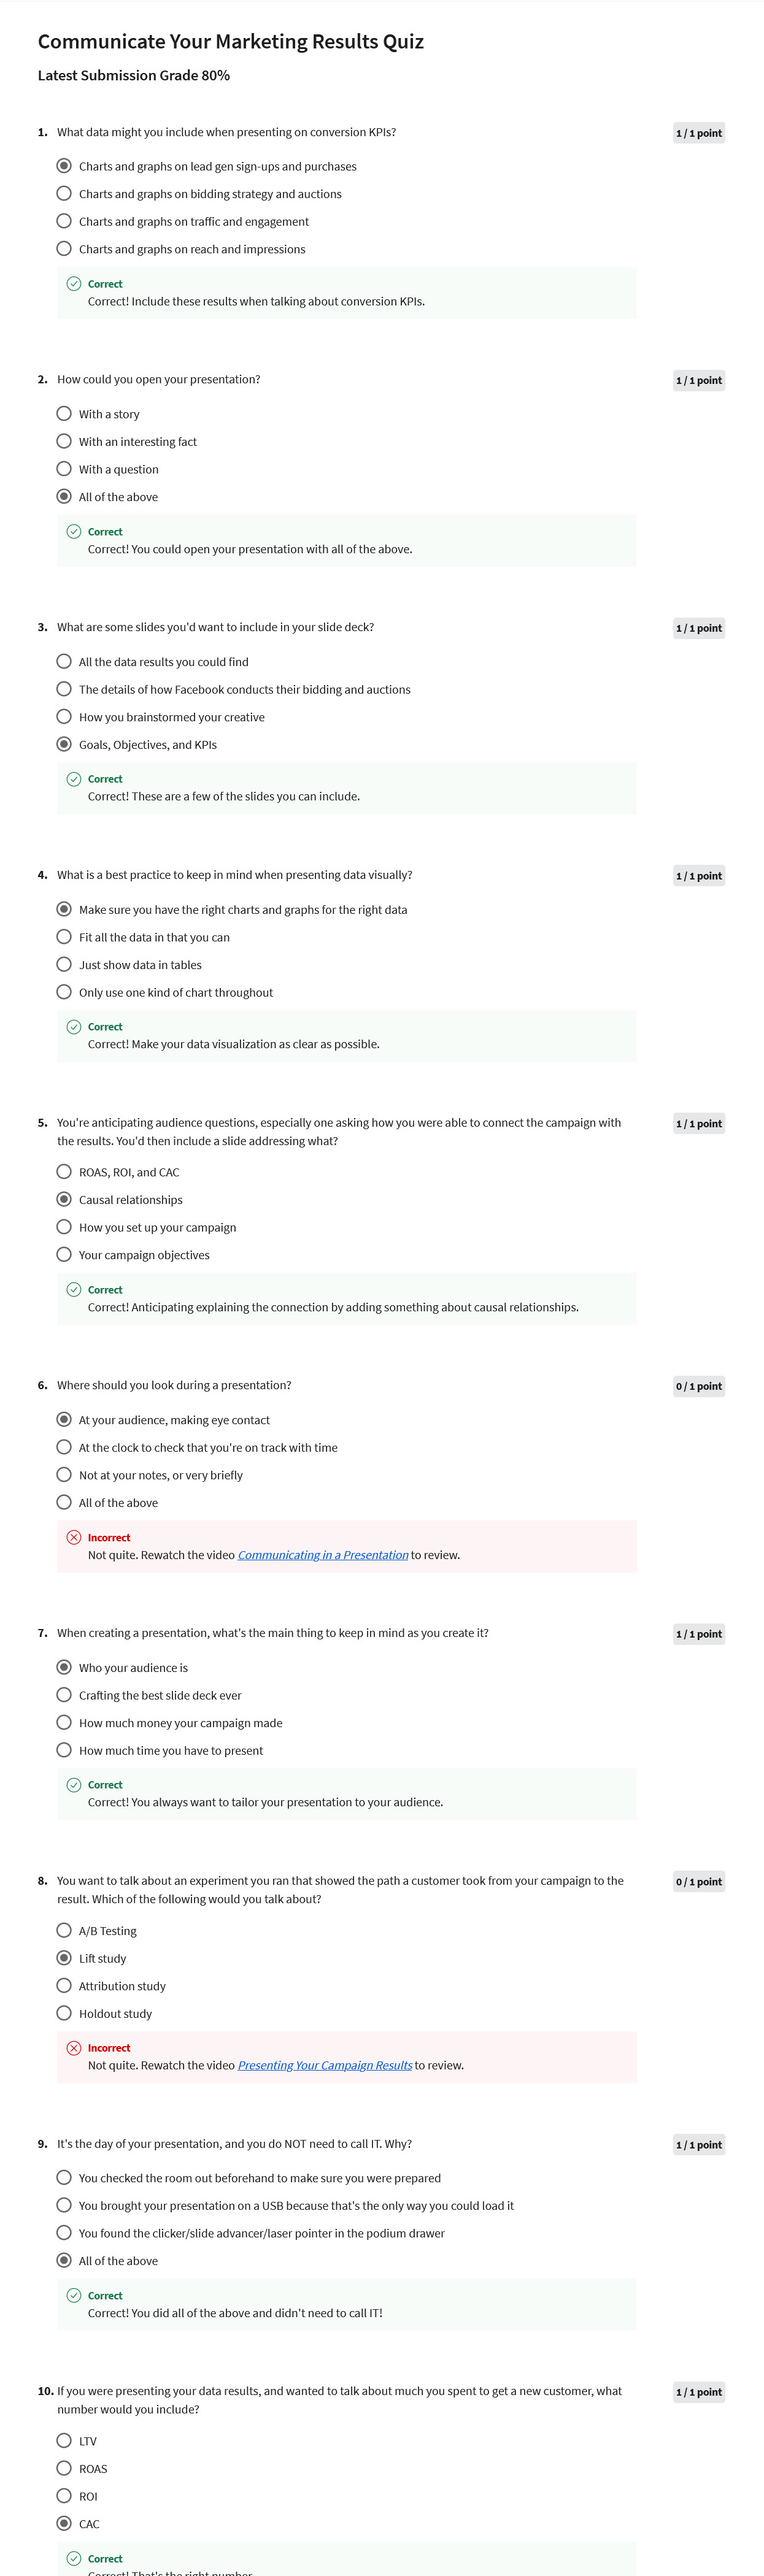 Communicate Your Marketing Results Quiz
Latest Submission Grade 80%
1. What data might you include when presenting on conversion KPIs?
1 / 1 point
Charts and graphs on lead gen sign-ups and purchases
Charts and graphs on bidding strategy and auctions
Charts and graphs on traffic and engagement
Charts and graphs on reach and impressions
Correct
Correct! Include these results when talking about conversion KPIs.
2. How could you open your presentation?
1 / 1 point
With a story
With an interesting fact
With a question
All of the above
Correct
Correct! You could open your presentation with all of the above.
3. What are some slides you'd want to include in your slide deck?
1 / 1 point
All the data results you could find
The details of how Facebook conducts their bidding and auctions
How you brainstormed your creative
Goals, Objectives, and KPIs
Correct
Correct! These are a few of the slides you can include.
4. What is a best practice to keep in mind when presenting data visually?
1 / 1 point
Make sure you have the right charts and graphs for the right data
Fit all the data in that you can
Just show data in tables
Only use one kind of chart throughout
Correct
Correct! Make your data visualization as clear as possible.
5. You're anticipating audience questions, especially one asking how you were able to connect the campaign with
the results. You'd then include a slide addressing what?
1 / 1 point
ROAS, ROI, and CAC
Causal relationships
How you set up your campaign
Your campaign objectives
Correct
Correct! Anticipating explaining the connection by adding something about causal relationships.
6. Where should you look during a presentation?
0 / 1 point
At your audience, making eye contact
At the clock to check that you're on track with time
Not at your notes, or very briefly
All of the above
Incorrect
Not quite. Rewatch the video Communicating in a Presentation to review.
7. When creating a presentation, what's the main thing to keep in mind as you create it?
1 / 1 point
Who your audience is
Crafting the best slide deck ever
How much money your campaign made
How much time you have to present
Correct
Correct! You always want to tailor your presentation to your audience.
8. You want to talk about an experiment you ran that showed the path a customer took from your campaign to the
result. Which of the following would you talk about?
0 / 1 point
A/B Testing
Lift study
Attribution study
Holdout study
Incorrect
Not quite. Rewatch the video Presenting Your Campaign Results to review.
9. It's the day of your presentation, and you do NOT need to call IT. Why?
1 / 1 point
You checked the room out beforehand to make sure you were prepared
You brought your presentation on a USB because that's the only way you could load it
You found the clicker/slide advancer/laser pointer in the podium drawer
All of the above
Correct
Correct! You did all of the above and didn't need to call IT!
10. If you were presenting your data results, and wanted to talk about much you spent to get a new customer, what
number would you include?
1 / 1 point
LTV
ROAS
ROI
CAC
Correct
Correct! That's the right number